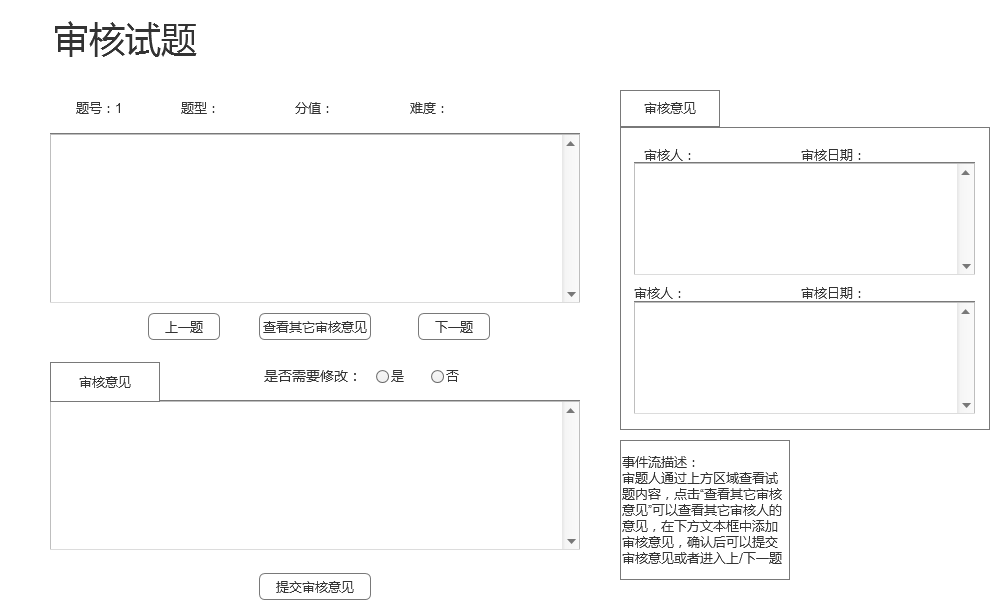 审核试题
题号：1 题型： 分值： 难度：
上一题 查看其它审核意见 下一题
审核意见 是否需要修改： 是 否
提交审核意见
审核意见
审核人： 审核日期：
审核人： 审核日期：
事件流描述：
审题人通过上方区域查看试
题内容，点击“查看其它审核
意见”可以查看其它审核人的
意见，在下方文本框中添加
审核意见，确认后可以提交
审核意见或者进入上/下一题